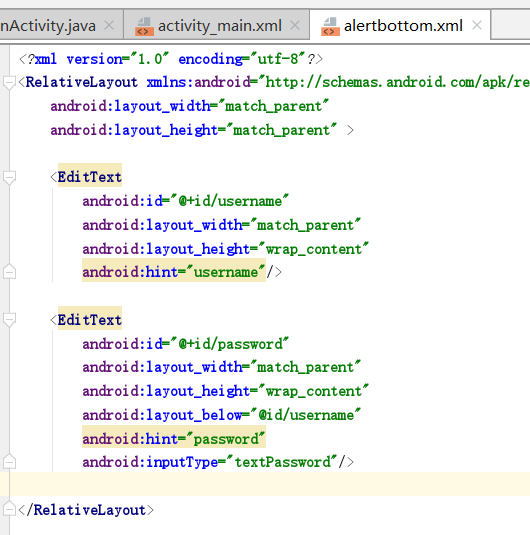 nActivity.java × activity_main.xml × alertbottom.xml ×
<?xml version="1.0" encoding="utf-8"?>
<RelativeLayout xmlns:android="http://schemas.android.com/apk/re
android:layout_width="match_parent"
android:layout_height="match_parent" >
<EditText
android:id="@+id/username"
android:layout_width="match_parent"
android:layout_height="wrap_content"
android:hint="username"/>
<EditText
android:id="@+id/password"
android:layout_width="match_parent"
android:layout_height="wrap_content"
android:layout_below="@id/username"
android:hint="password"
android:inputType="textPassword"/>
</RelativeLayout>